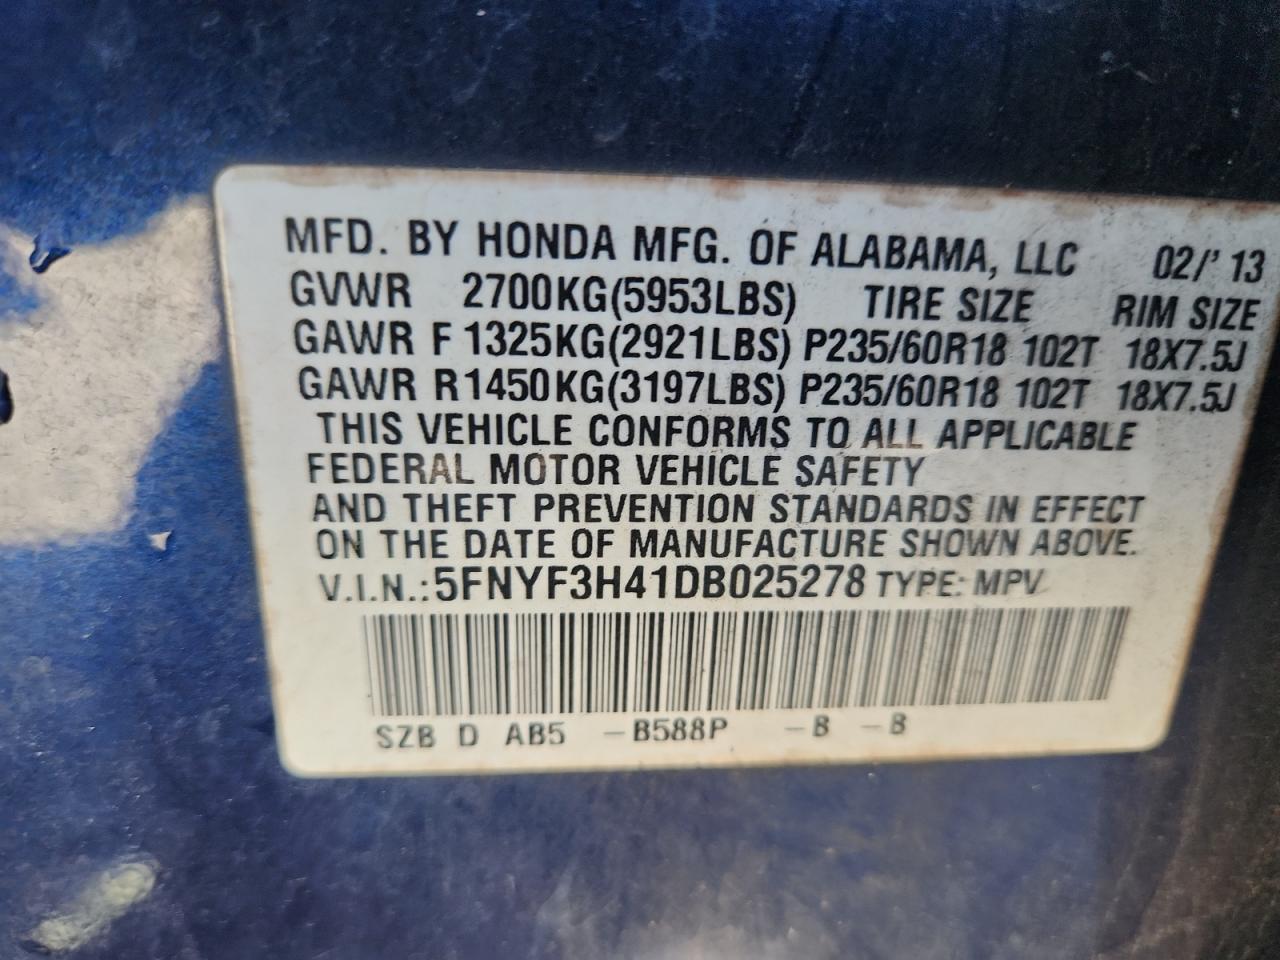 MFD. BY HONDA MFG. OF ALABAMA, LLC 02/'13
GVWR 2700KG(5953LBS) TIRE SIZE RIM SIZE
GAWR F 1325KG(2921LBS) P235/60R18 102T 18X7.5J
GAWR R1450KG(3197LBS) P235/60R18 102T 18X7.5J
THIS VEHICLE CONFORMS TO ALL APPLICABLE
FEDERAL MOTOR VEHICLE SAFETY
AND THEFT PREVENTION STANDARDS IN EFFECT
ON THE DATE OF MANUFACTURE SHOWN ABOVE.
V.I.N.:5FNYF3H41DB025278 TYPE: MPV
SZB D AB5 -B588P -B -B